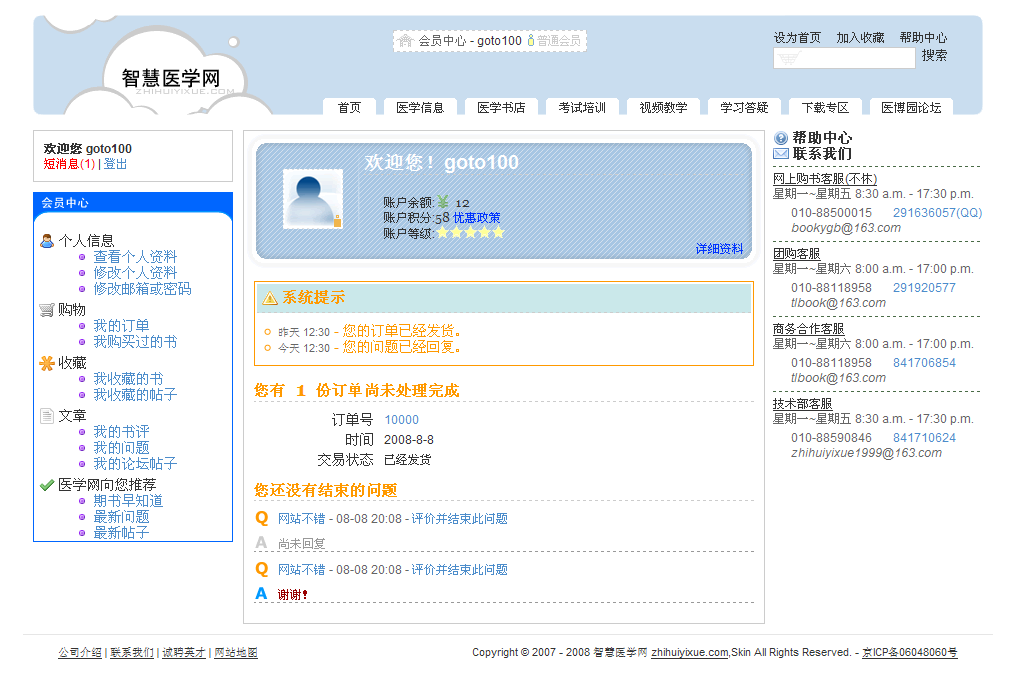 智慧医学网
ZHIHUIYIXUE.COM
会员中心 - goto100 普通会员
设为首页 加入收藏 帮助中心
搜索
首页 医学信息 医学书店 考试培训 视频教学 学习答疑 下载专区 医博园论坛
欢迎您 goto100
短消息(1) | 登出
会员中心
个人信息
查看个人资料
修改个人资料
修改邮箱或密码
购物
我的订单
我购买过的书
收藏
我收藏的书
我收藏的帖子
文章
我的书评
我的问题
我的论坛帖子
医学网向您推荐
期书早知道
最新问题
最新帖子
欢迎您！goto100
账户余额:¥ 12
账户积分:58 优惠政策
账户等级:
详细资料
系统提示
昨天 12:30 - 您的订单已经发货。
今天 12:30 - 您的问题已经回复。
您有 1 份订单尚未处理完成
订单号 10000
时间 2008-8-8
交易状态 已经发货
您还没有结束的问题
Q 网站不错 - 08-08 20:08 - 评价并结束此问题
A 尚未回复
Q 网站不错 - 08-08 20:08 - 评价并结束此问题
A 谢谢!
帮助中心
联系我们
网上购书客服(不休)
星期一~星期五 8:30 a.m. - 17:30 p.m.
010-88500015 291636057(QQ)
bookygb@163.com
团购客服
星期一~星期六 8:00 a.m. - 17:30 p.m.
010-88118958 291920577
tlbook@163.com
商务合作客服
星期一~星期六 8:00 a.m. - 17:00 p.m.
010-88118958 841706854
tlbook@163.com
技术部客服
星期一~星期五 8:30 a.m. - 17:30 p.m.
010-88590846 841710624
zhihuiyixue1999@163.com
公司介绍 | 联系我们 | 诚聘英才 | 网站地图
Copyright © 2007 - 2008 智慧医学网 zhihuiyixue.com,Skin All Rights Reserved. - 京ICP备06048060号